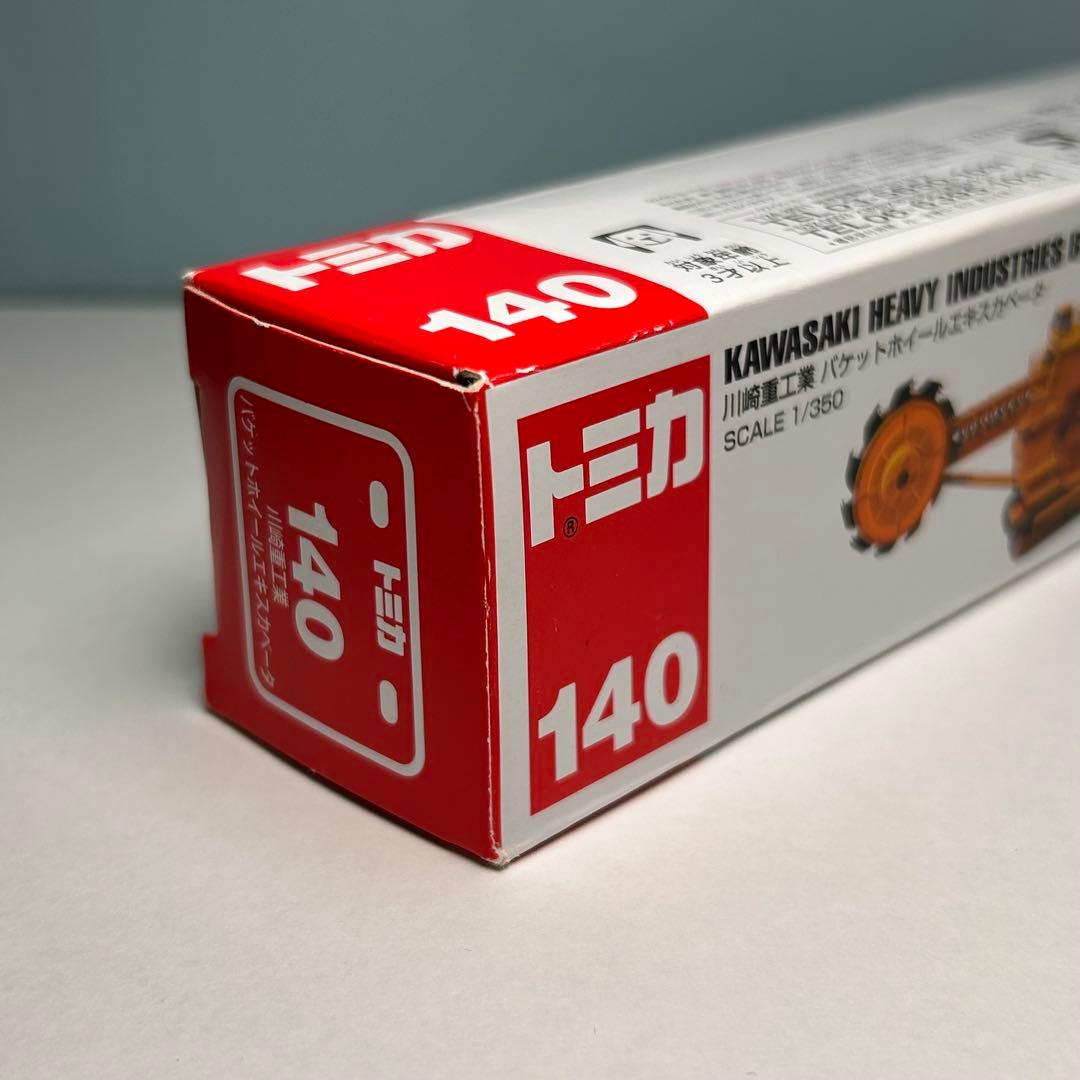 トミカ
140
対象年齢
3才以上
KAWASAKI HEAVY INDUSTRIES
川崎重工業 バケットホイールエキスカベータ
SCALE 1/350
トミカ
®
140
トミカ
140
川崎重工業
バケットホイールエキスカベータ